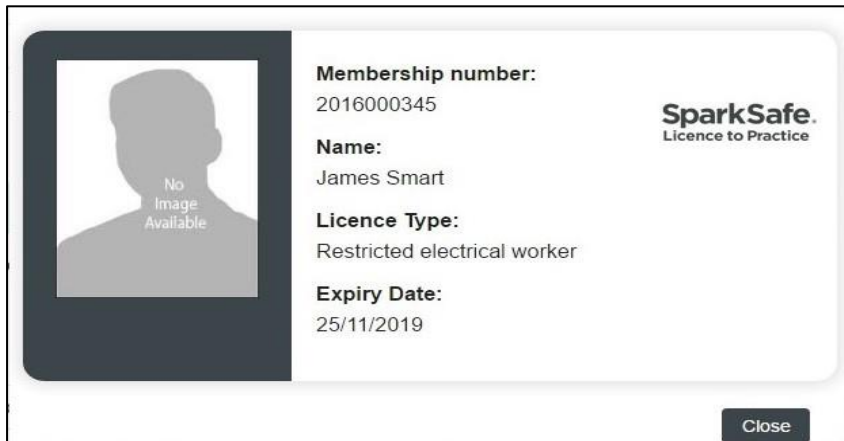 No
Image
Available
Membership number:
2016000345
Name:
James Smart
Licence Type:
Restricted electrical worker
Expiry Date:
25/11/2019
SparkSafe.
Licence to Practice
Close